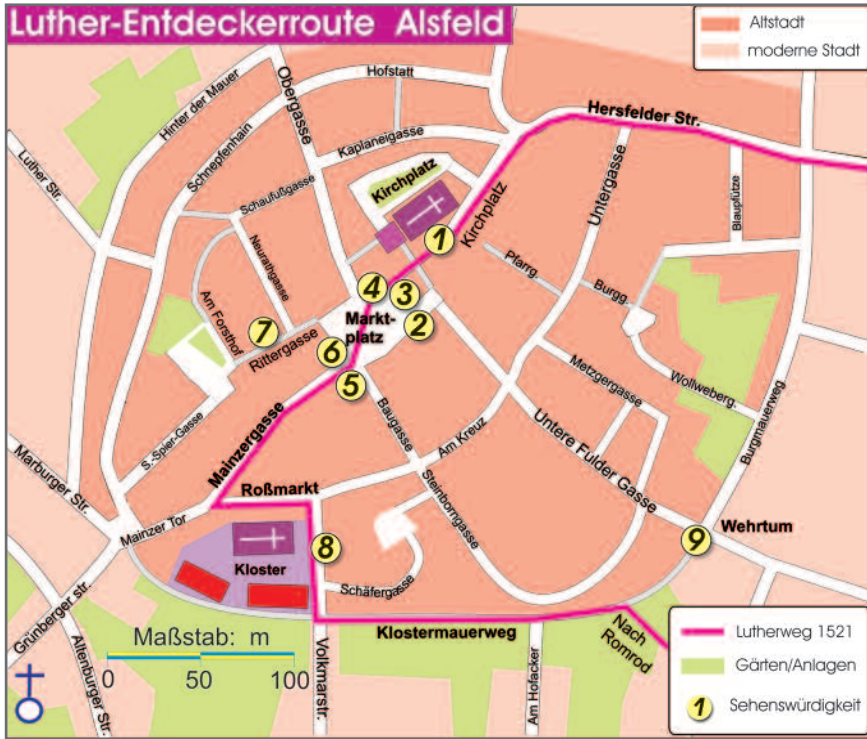 Luther-Entdeckerroute Alsfeld
Altstadt
moderne Stadt
Hofstatt
Obergasse
Hinter der Mauer
Hersfelder Str.
Kaplaneigasse
Schnepfenhain
Luther Str.
Kirchplatz
Kirchplatz
Untergasse
Blaupfütze
Schaufußgasse
Neurathgasse
1
Pfarrg.
Burgg.
4
3
2
Am Forsthof
7
Rittergasse
Markt-
platz
6
5
Metzgergasse
Wollweberg.
Burgmauerweg
S.-Spier-Gasse
Mainzergasse
Baugasse
Am Kreuz
Untere Fulder Gasse
Marburger Str.
Roßmarkt
Steinborngasse
Mainzer Tor
8
9
Wehrtum
Kloster
Schäfergasse
Grünberger str.
Klostermauerweg
Nach
Romrod
Altenburger Str.
Maßstab: m
0
50
100
Volkmarstr.
Am Hofacker
Lutherweg 1521
Gärten/Anlagen
1
Sehenswürdigkeit